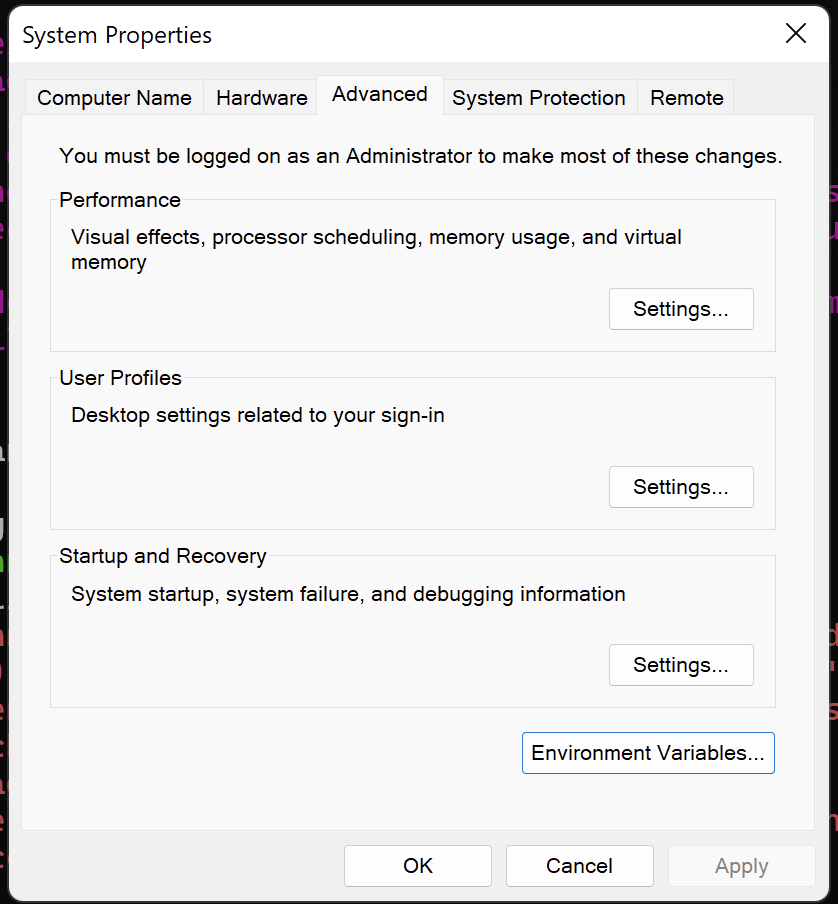 System Properties
Computer Name Hardware Advanced System Protection Remote
You must be logged on as an Administrator to make most of these changes.
Performance
Visual effects, processor scheduling, memory usage, and virtual
memory
Settings...
User Profiles
Desktop settings related to your sign-in
Settings...
Startup and Recovery
System startup, system failure, and debugging information
Settings...
Environment Variables...
OK Cancel Apply